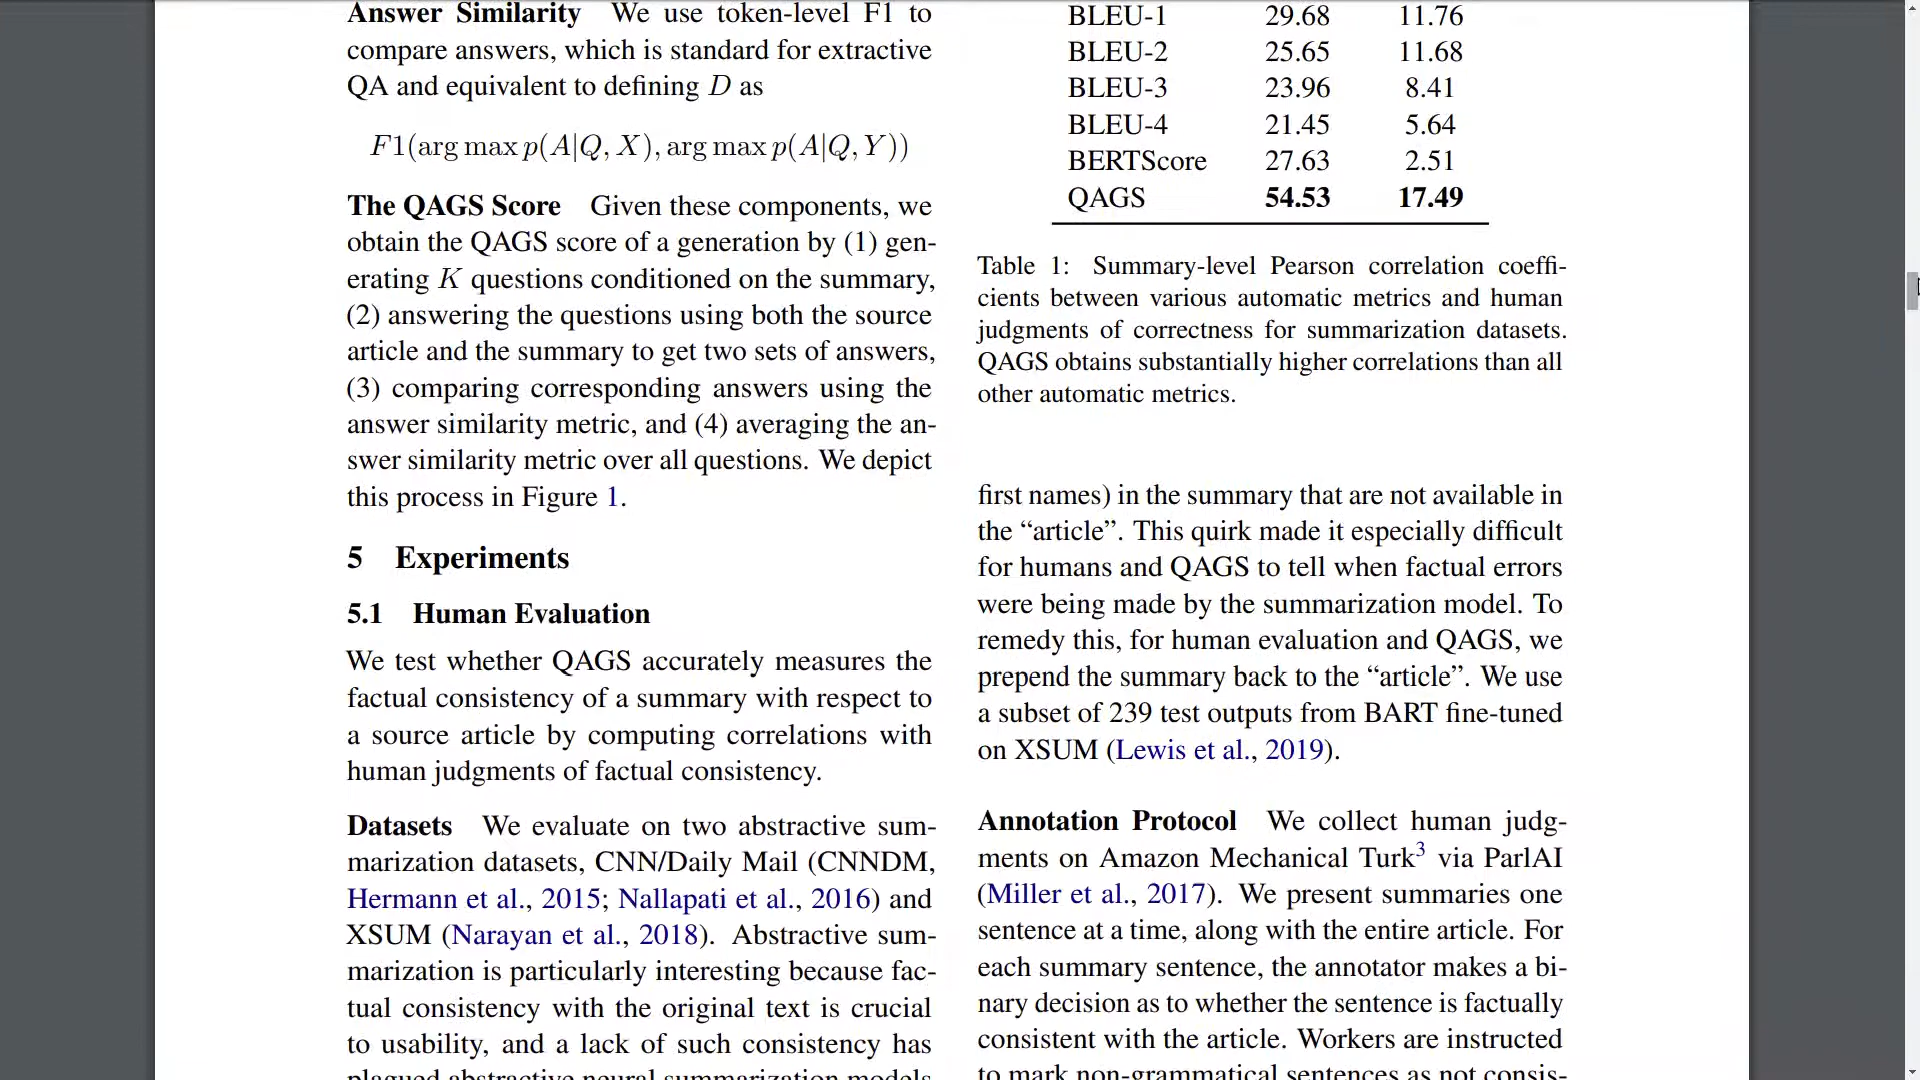 Answer Similarity We use token-level F1 to
compare answers, which is standard for extractive
QA and equivalent to defining D as
F1(arg max p(A|Q, X), arg max p(A|Q, Y))
The QAGS Score Given these components, we
obtain the QAGS score of a generation by (1) gen-
erating K questions conditioned on the summary,
(2) answering the questions using both the source
article and the summary to get two sets of answers,
(3) comparing corresponding answers using the
answer similarity metric, and (4) averaging the an-
swer similarity metric over all questions. We depict
this process in Figure 1.
5 Experiments
5.1 Human Evaluation
We test whether QAGS accurately measures the
factual consistency of a summary with respect to
a source article by computing correlations with
human judgments of factual consistency.
Datasets We evaluate on two abstractive sum-
marization datasets, CNN/Daily Mail (CNNDM,
Hermann et al., 2015; Nallapati et al., 2016) and
XSUM (Narayan et al., 2018). Abstractive sum-
marization is particularly interesting because fac-
tual consistency with the original text is crucial
to usability, and a lack of such consistency has
plagued abstractive neural summarization models
BLEU-1 29.68 11.76
BLEU-2 25.65 11.68
BLEU-3 23.96 8.41
BLEU-4 21.45 5.64
BERTScore 27.63 2.51
QAGS 54.53 17.49
Table 1: Summary-level Pearson correlation coeffi-
cients between various automatic metrics and human
judgments of correctness for summarization datasets.
QAGS obtains substantially higher correlations than all
other automatic metrics.
first names) in the summary that are not available in
the “article”. This quirk made it especially difficult
for humans and QAGS to tell when factual errors
were being made by the summarization model. To
remedy this, for human evaluation and QAGS, we
prepend the summary back to the “article”. We use
a subset of 239 test outputs from BART fine-tuned
on XSUM (Lewis et al., 2019).
Annotation Protocol We collect human judg-
ments on Amazon Mechanical Turk3 via ParlAI
(Miller et al., 2017). We present summaries one
sentence at a time, along with the entire article. For
each summary sentence, the annotator makes a bi-
nary decision as to whether the sentence is factually
consistent with the article. Workers are instructed
to mark non-grammatical sentences as not consis-